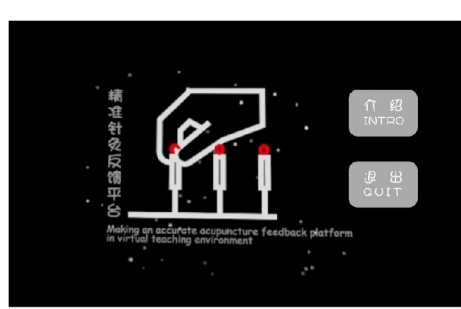 精准针灸反馈平台
Making an accurate acupuncture feedback platform
in virtual teaching environment
介绍
INTRO
退出
QUIT